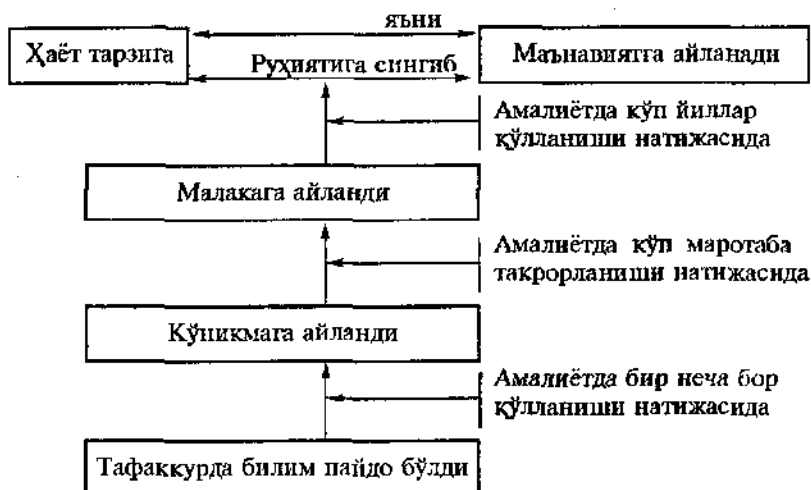 яъни
Ҳаёт тарзига
Руҳиятига сингиб
Маънавиятга айланади
Амалиётда кўп йиллар
қўлланиши натижасида
Малакага айланди
Амалиётда кўп маротаба
такрорланиши натижасида
Кўникмага айланди
Амалиётда бир неча бор
қўлланиши натижасида
Тафаккурда билим пайдо бўлди